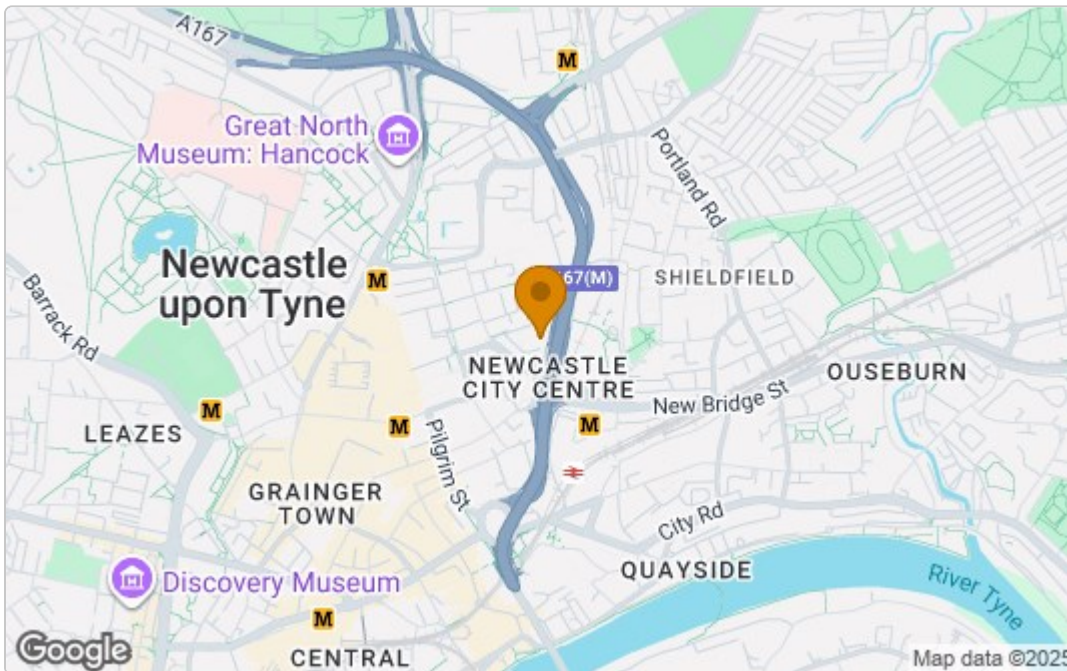 A167
M
Great North
Museum: Hancock
Portland Rd
Newcastle
upon Tyne
M
67(M)
SHIELDFIELD
Barrack Rd
NEWCASTLE
CITY CENTRE
OUSEBURN
New Bridge St
M
LEAZES
M
Pilgrim St
M
GRAINGER
TOWN
City Rd
QUAYSIDE
River Tyne
Discovery Museum
M
CENTRAL
Google
Map data ©2025